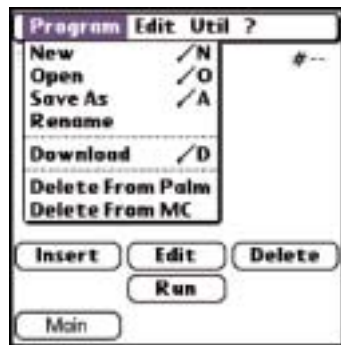 Program Edit Util ?
New /N
Open /O
Save As /A
Rename
Download /D
Delete From Palm
Delete From MC
#--
Insert Edit Delete
Run
Main